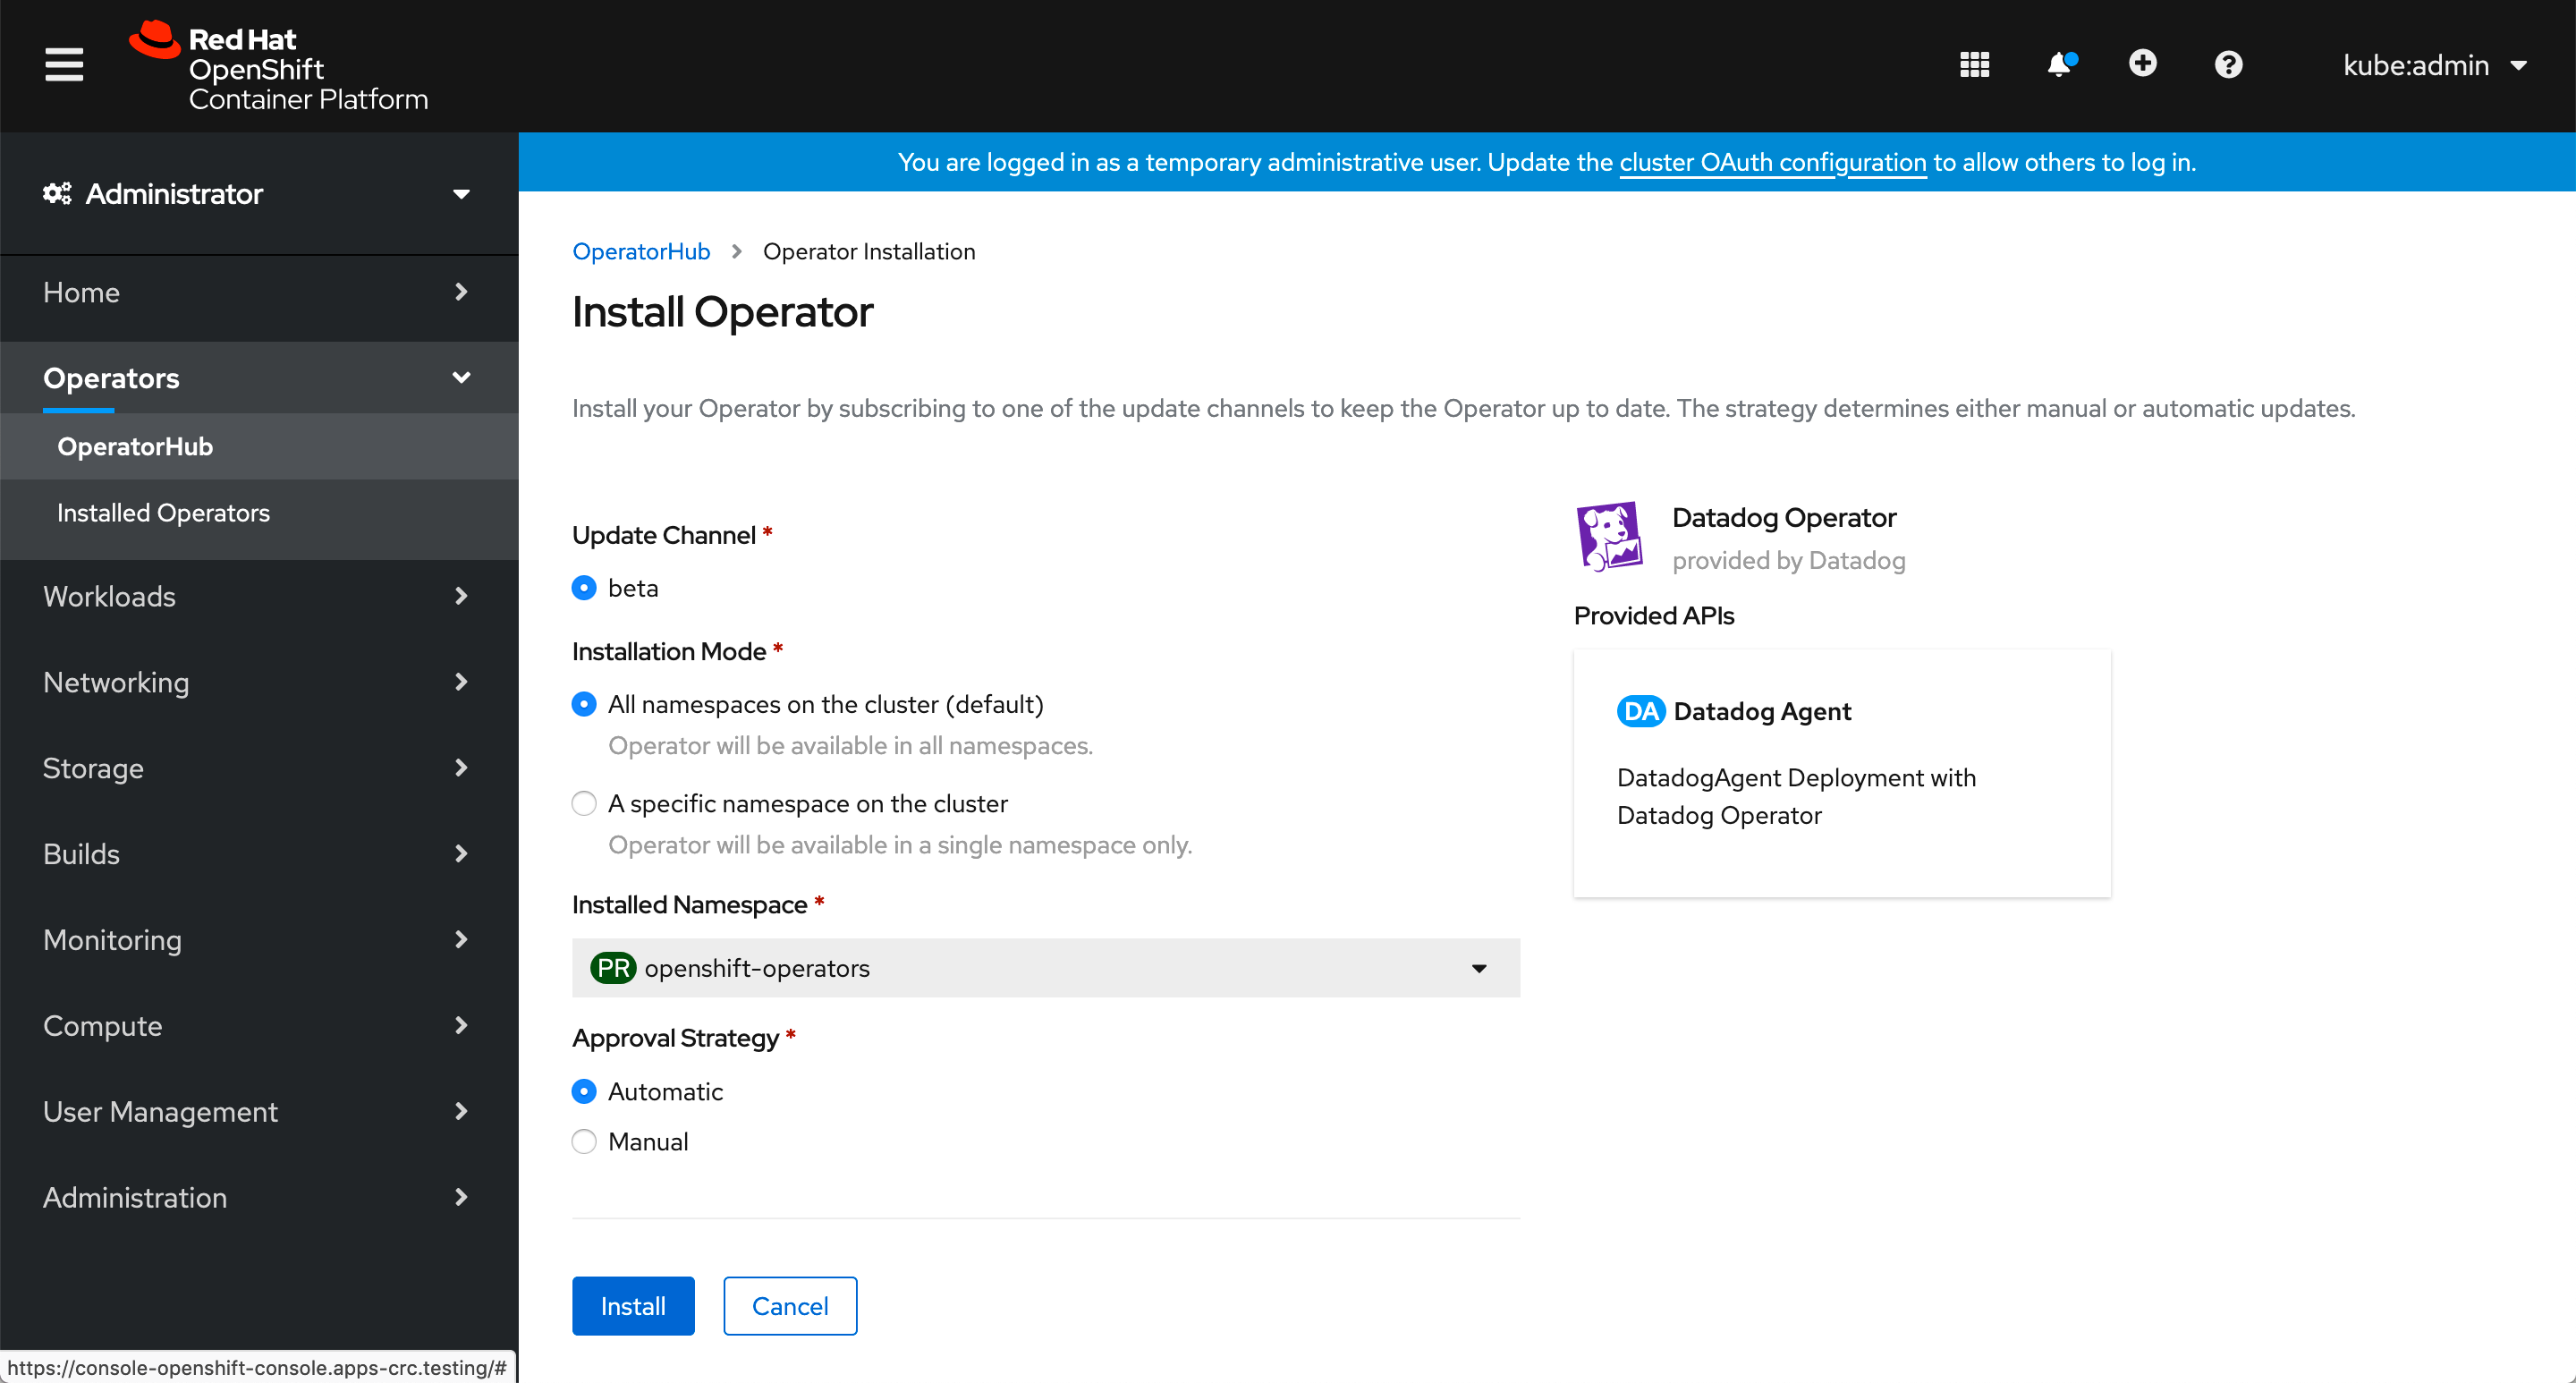 Red Hat
OpenShift
Container Platform
kube:admin
Administrator
Home
Operators
OperatorHub
Installed Operators
Workloads
Networking
Storage
Builds
Monitoring
Compute
User Management
Administration
https://console-openshift-console.apps-crc.testing/#
You are logged in as a temporary administrative user. Update the cluster OAuth configuration to allow others to log in.
OperatorHub > Operator Installation
Install Operator
Install your Operator by subscribing to one of the update channels to keep the Operator up to date. The strategy determines either manual or automatic updates.
Update Channel *
beta
Installation Mode *
All namespaces on the cluster (default)
Operator will be available in all namespaces.
A specific namespace on the cluster
Operator will be available in a single namespace only.
Installed Namespace *
PR openshift-operators
Approval Strategy *
Automatic
Manual
Install
Cancel
Datadog Operator
provided by Datadog
Provided APIs
DA Datadog Agent
DatadogAgent Deployment with
Datadog Operator